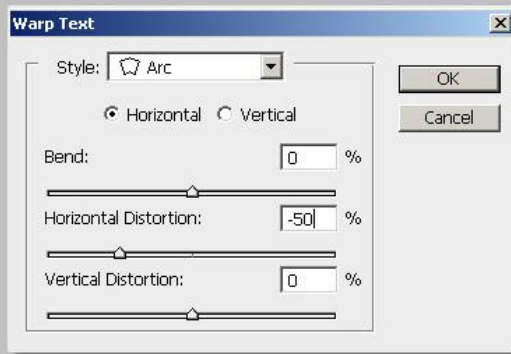 Warp Text
Style: Arc
OK
Horizontal Vertical
Cancel
Bend: 0 %
Horizontal Distortion: -50 %
Vertical Distortion: 0 %